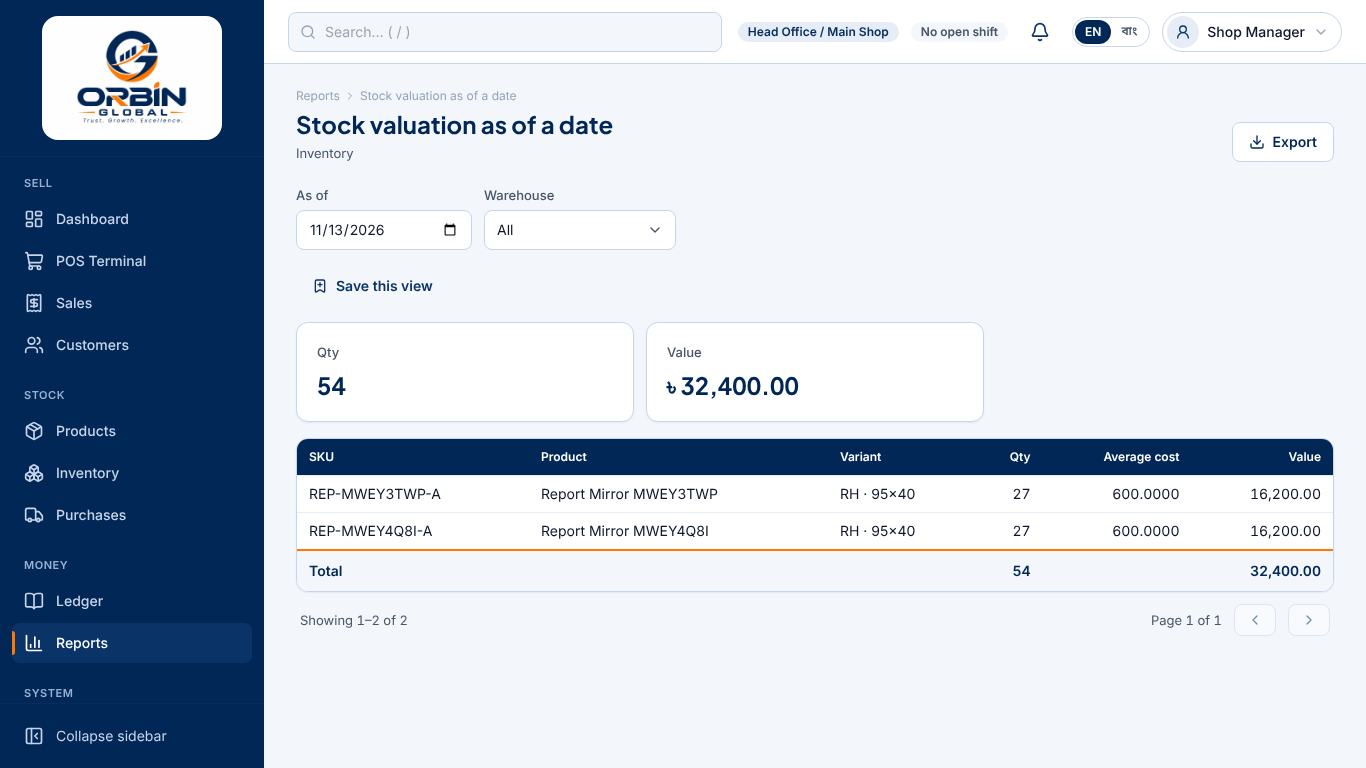 ORBIN
GLOBAL
Trust. Growth. Excellence.
SELL
Dashboard
POS Terminal
Sales
Customers
STOCK
Products
Inventory
Purchases
MONEY
Ledger
Reports
SYSTEM
Collapse sidebar
Search... ( / )
Head Office / Main Shop
No open shift
EN
বাং
Shop Manager
Reports > Stock valuation as of a date
Stock valuation as of a date
Inventory
Export
As of
Warehouse
11/13/2026
All
Save this view
Qty
54
Value
৳ 32,400.00
SKU Product Variant Qty Average cost Value
REP-MWEY3TWP-A Report Mirror MWEY3TWP RH · 95×40 27 600.0000 16,200.00
REP-MWEY4Q8I-A Report Mirror MWEY4Q8I RH · 95×40 27 600.0000 16,200.00
Total 54 32,400.00
Showing 1–2 of 2
Page 1 of 1